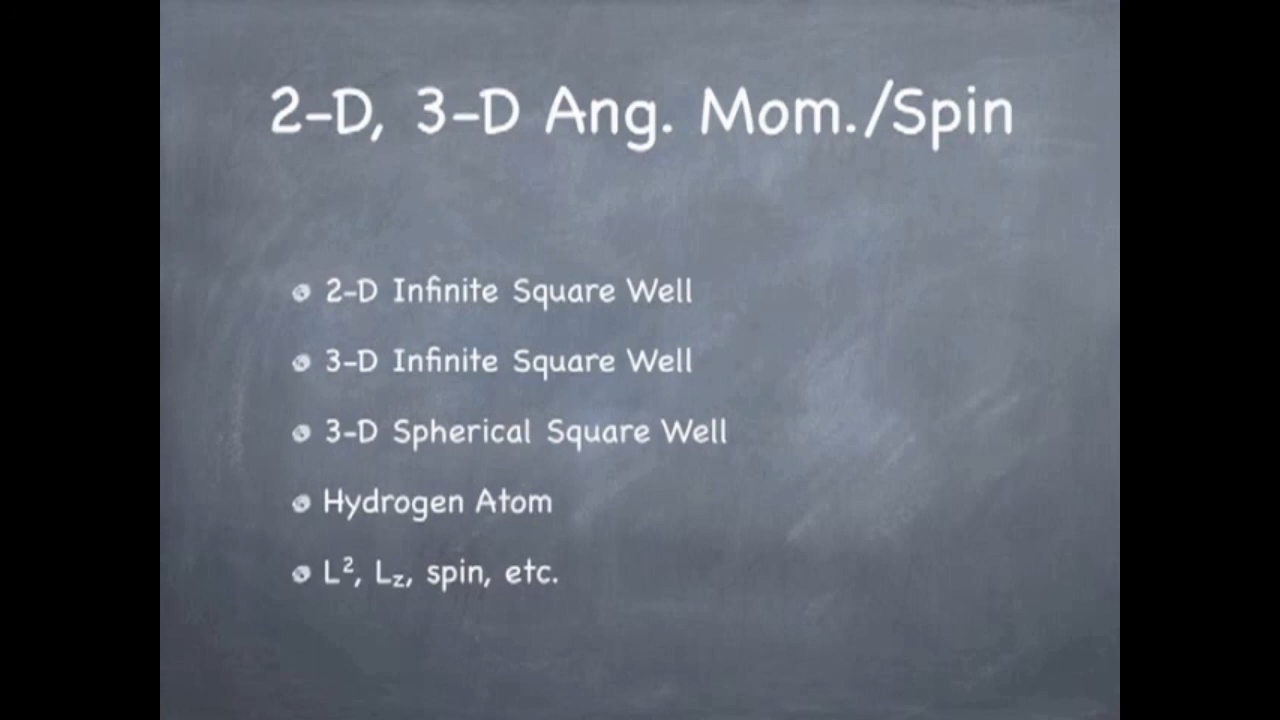 2-D, 3-D Ang. Mom./Spin
2-D Infinite Square Well
3-D Infinite Square Well
3-D Spherical Square Well
Hydrogen Atom
L², L_z, spin, etc.